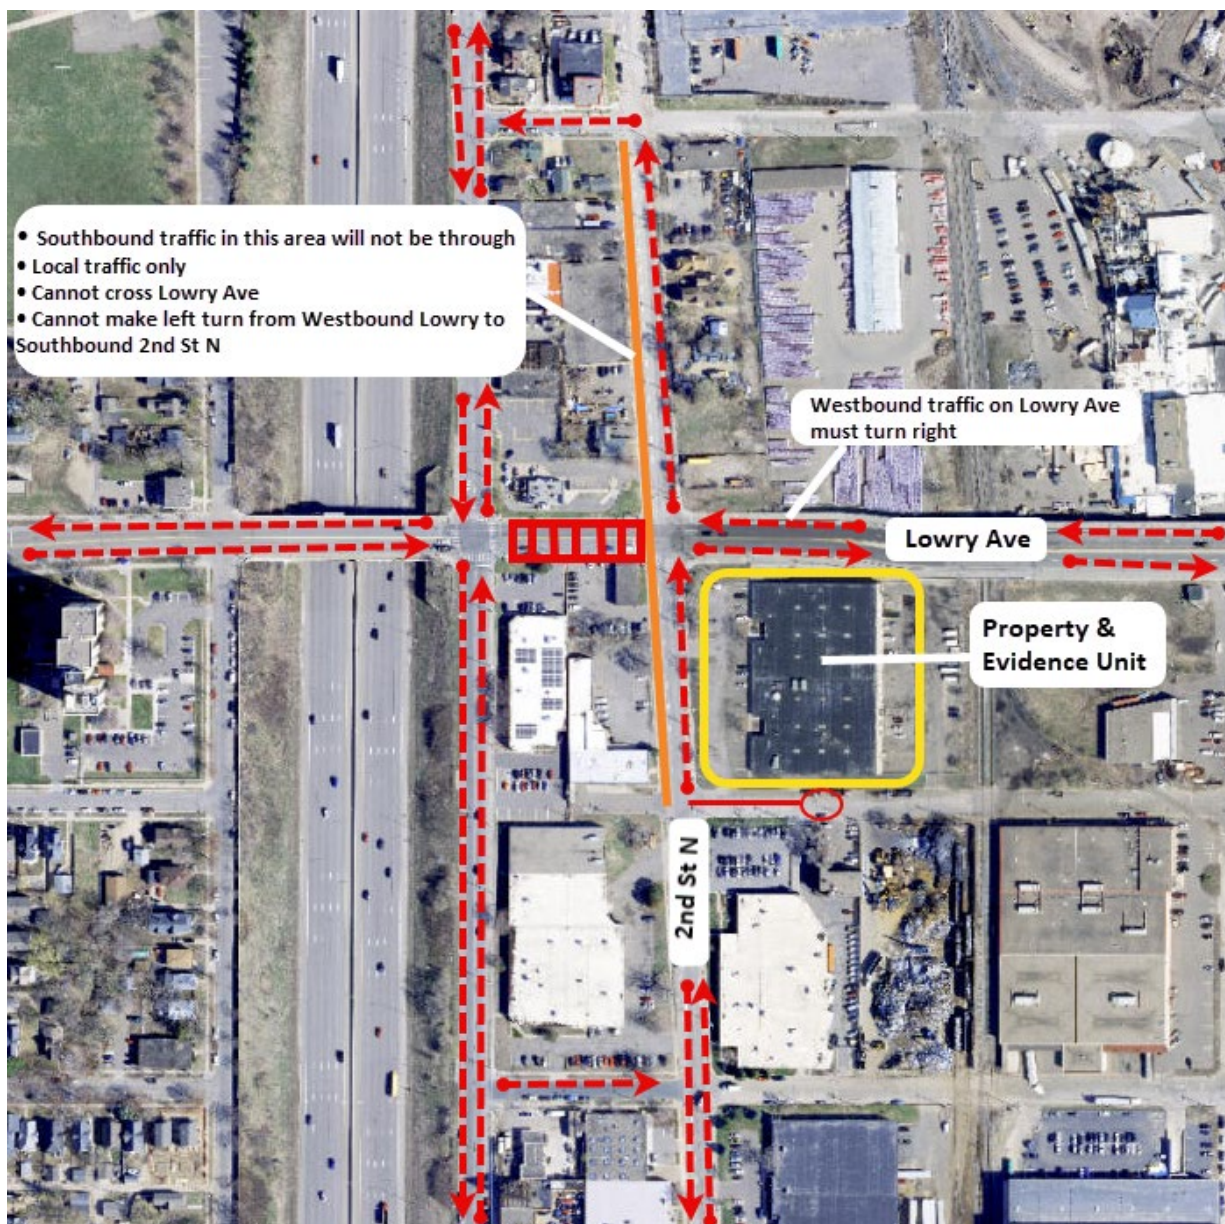 • Southbound traffic in this area will not be through
• Local traffic only
• Cannot cross Lowry Ave
• Cannot make left turn from Westbound Lowry to
Southbound 2nd St N
Westbound traffic on Lowry Ave
must turn right
Lowry Ave
Property &
Evidence Unit
2nd St N